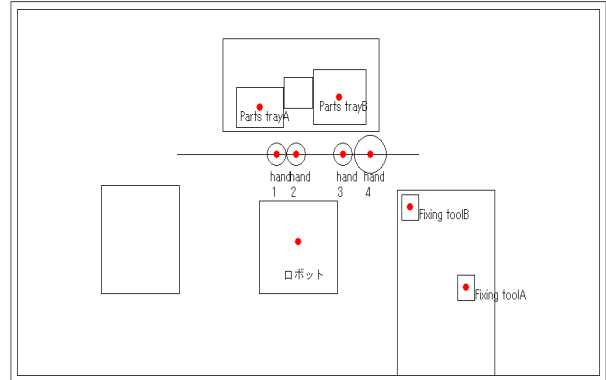 Parts trayA
Parts trayB
hand
1
hand
2
hand
3
hand
4
Fixing toolB
ロボット
Fixing toolA